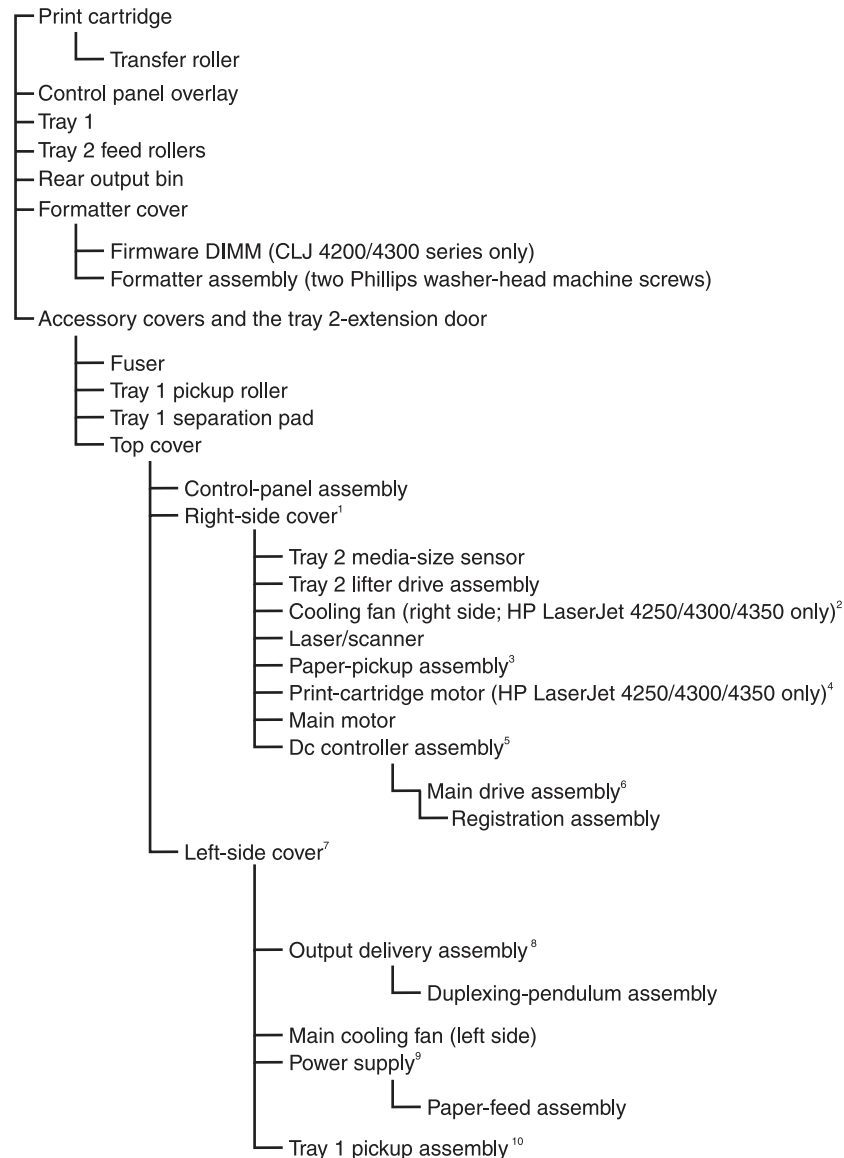 Print cartridge
Transfer roller
Control panel overlay
Tray 1
Tray 2 feed rollers
Rear output bin
Formatter cover
Firmware DIMM (CLJ 4200/4300 series only)
Formatter assembly (two Phillips washer-head machine screws)
Accessory covers and the tray 2-extension door
Fuser
Tray 1 pickup roller
Tray 1 separation pad
Top cover
Control-panel assembly
Right-side cover¹
Tray 2 media-size sensor
Tray 2 lifter drive assembly
Cooling fan (right side; HP LaserJet 4250/4300/4350 only)²
Laser/scanner
Paper-pickup assembly³
Print-cartridge motor (HP LaserJet 4250/4300/4350 only)⁴
Main motor
Dc controller assembly⁵
Main drive assembly⁶
Registration assembly
Left-side cover⁷
Output delivery assembly⁸
Duplexing-pendulum assembly
Main cooling fan (left side)
Power supply⁹
Paper-feed assembly
Tray 1 pickup assembly¹⁰